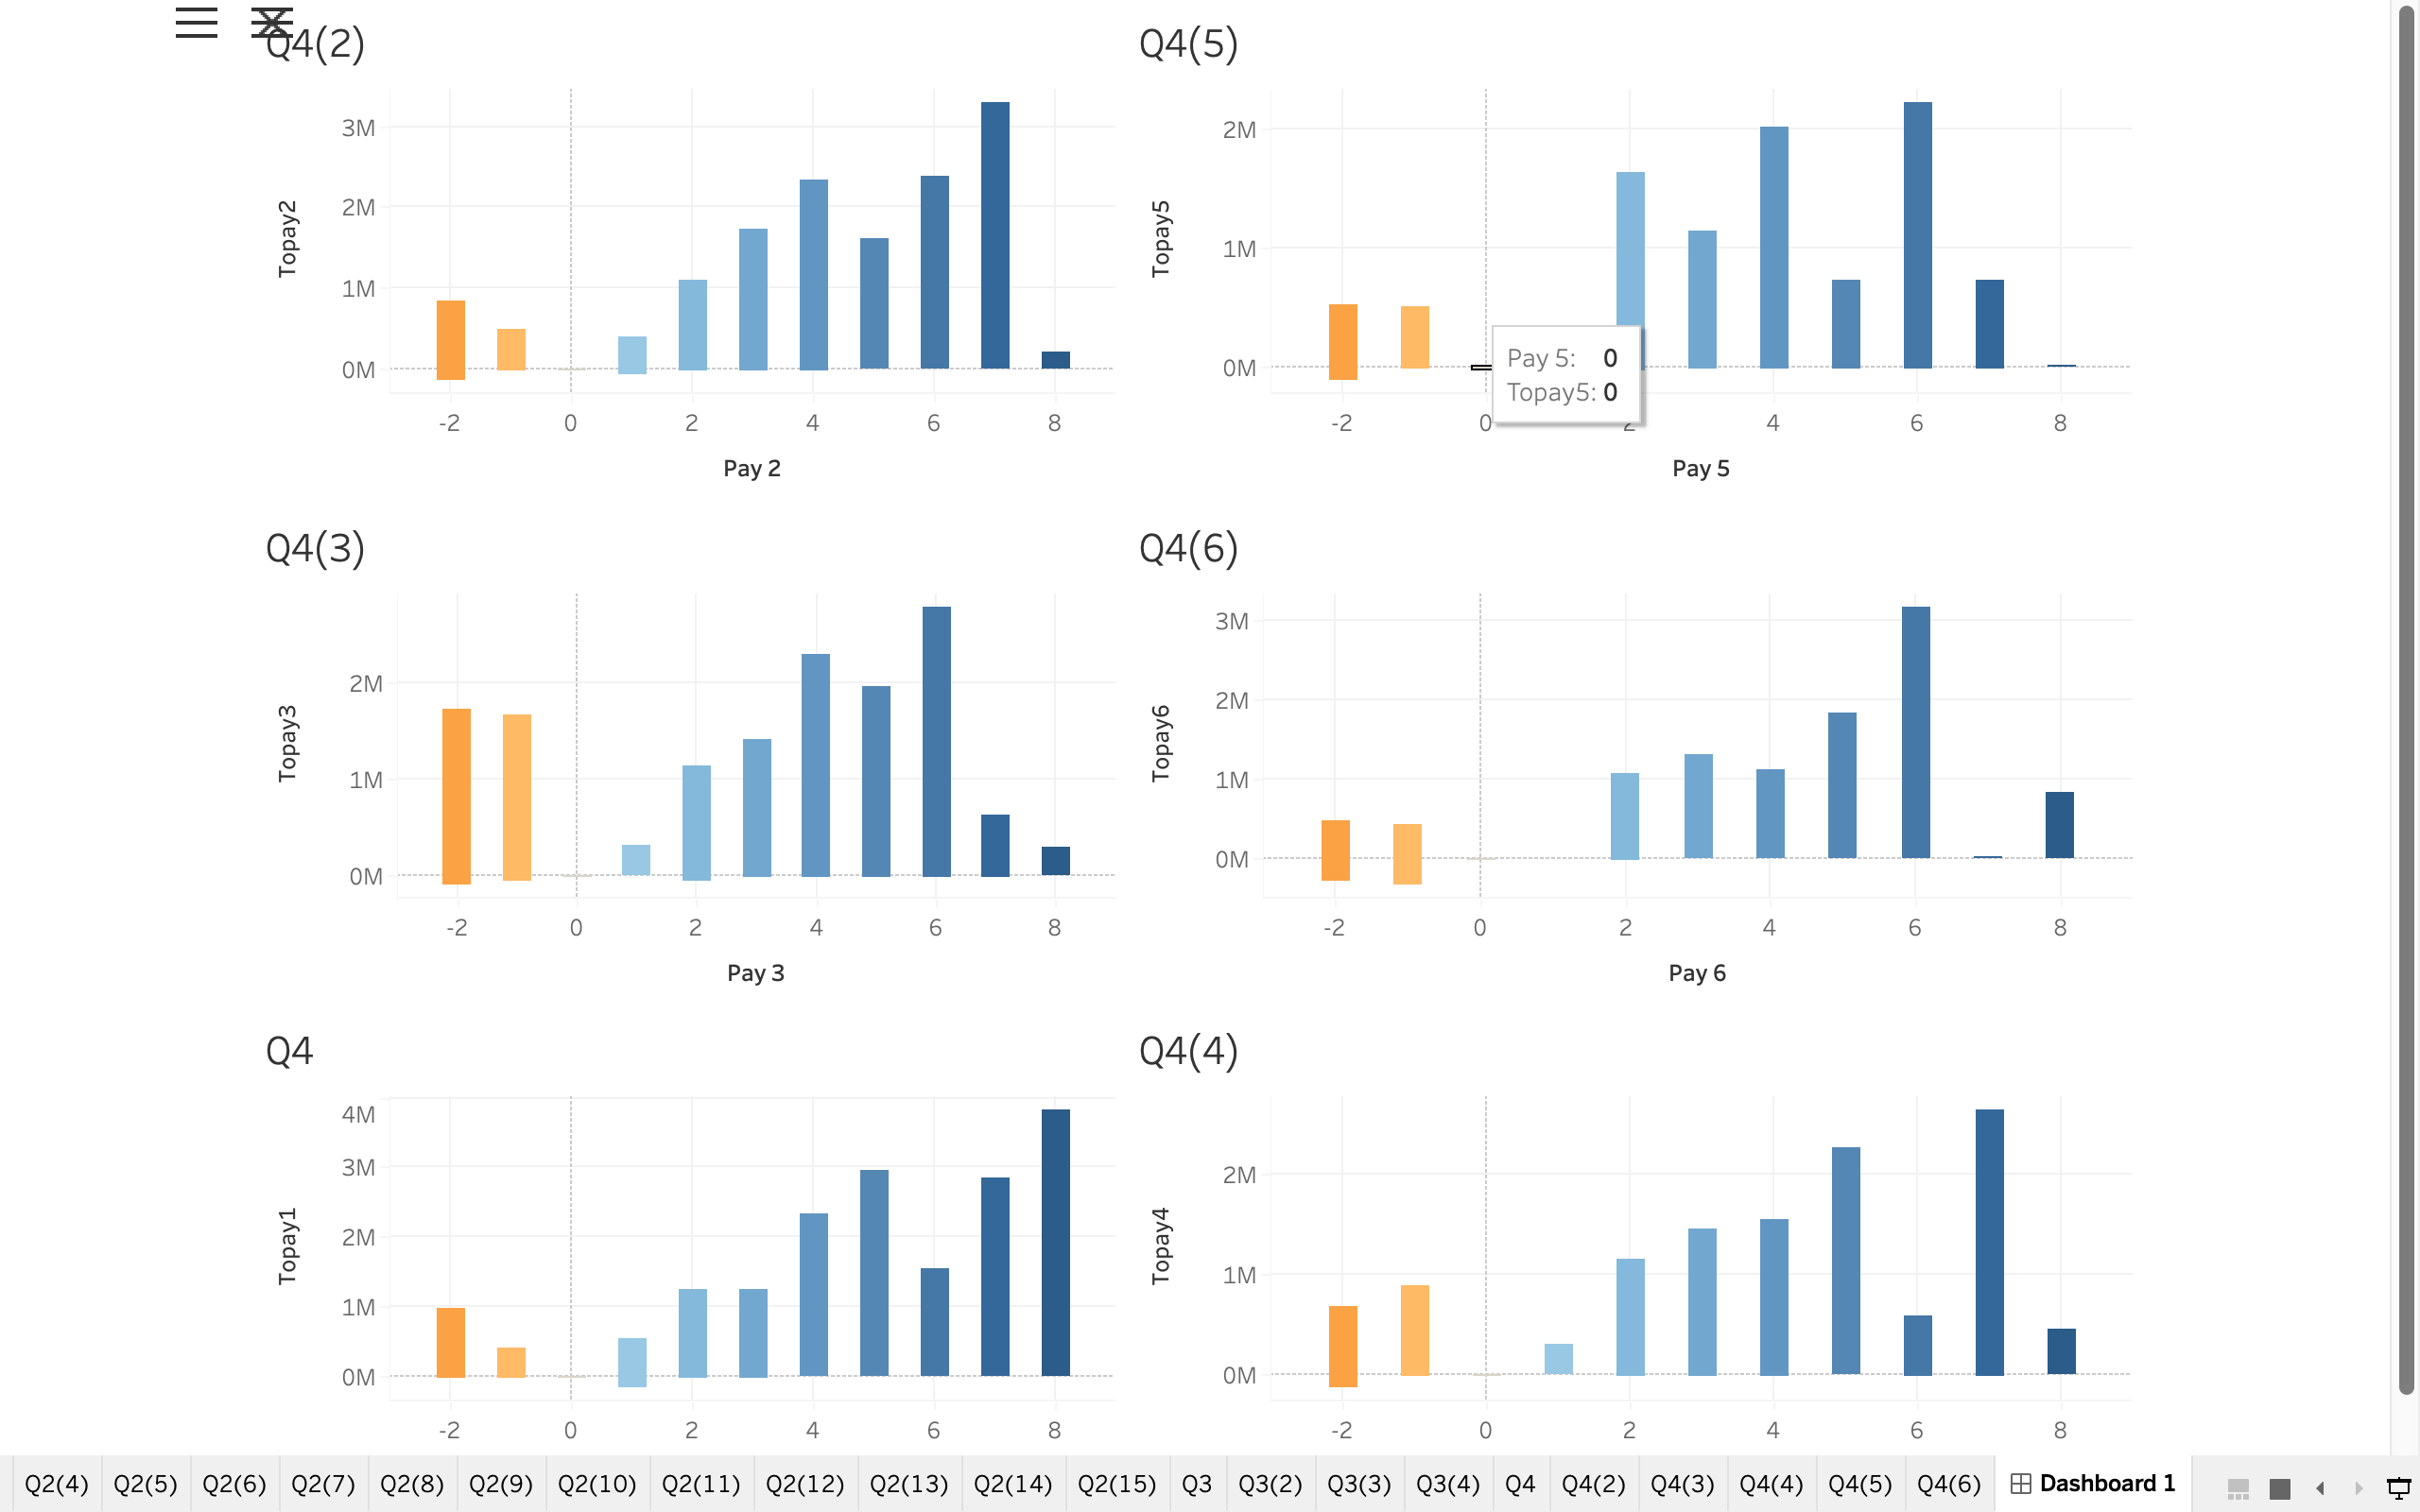 Q4(2)
3M
2M
1M
0M
Topay2
-2 0 2 4 6 8
Pay 2
Q4(5)
2M
1M
0M
Topay5
Pay 5: 0
Topay5: 0
-2 0 2 4 6 8
Pay 5
Q4(3)
2M
1M
0M
Topay3
-2 0 2 4 6 8
Pay 3
Q4(6)
3M
2M
1M
0M
Topay6
-2 0 2 4 6 8
Pay 6
Q4
4M
3M
2M
1M
0M
Topay1
-2 0 2 4 6 8
Q4(4)
2M
1M
0M
Topay4
-2 0 2 4 6 8
Q2(4) Q2(5) Q2(6) Q2(7) Q2(8) Q2(9) Q2(10) Q2(11) Q2(12) Q2(13) Q2(14) Q2(15) Q3 Q3(2) Q3(3) Q3(4) Q4 Q4(2) Q4(3) Q4(4) Q4(5) Q4(6) Dashboard 1